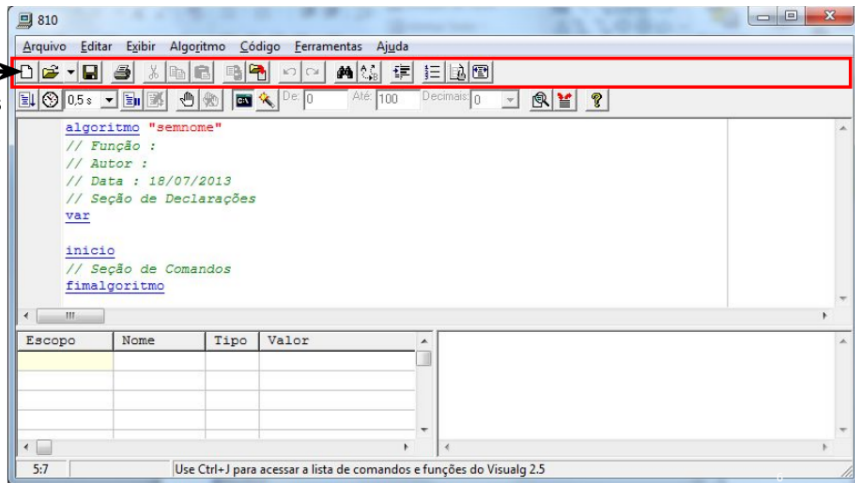 810
Arquivo Editar Exibir Algoritmo Código Ferramentas Ajuda
s
0,5 s De: 0 Até: 100 Decimais: 0
algoritmo "semnome"
// Função :
// Autor :
// Data : 18/07/2013
// Seção de Declarações
var
inicio
// Seção de Comandos
fimalgoritmo
Escopo Nome Tipo Valor
5:7 Use Ctrl+J para acessar a lista de comandos e funções do Visualg 2.5